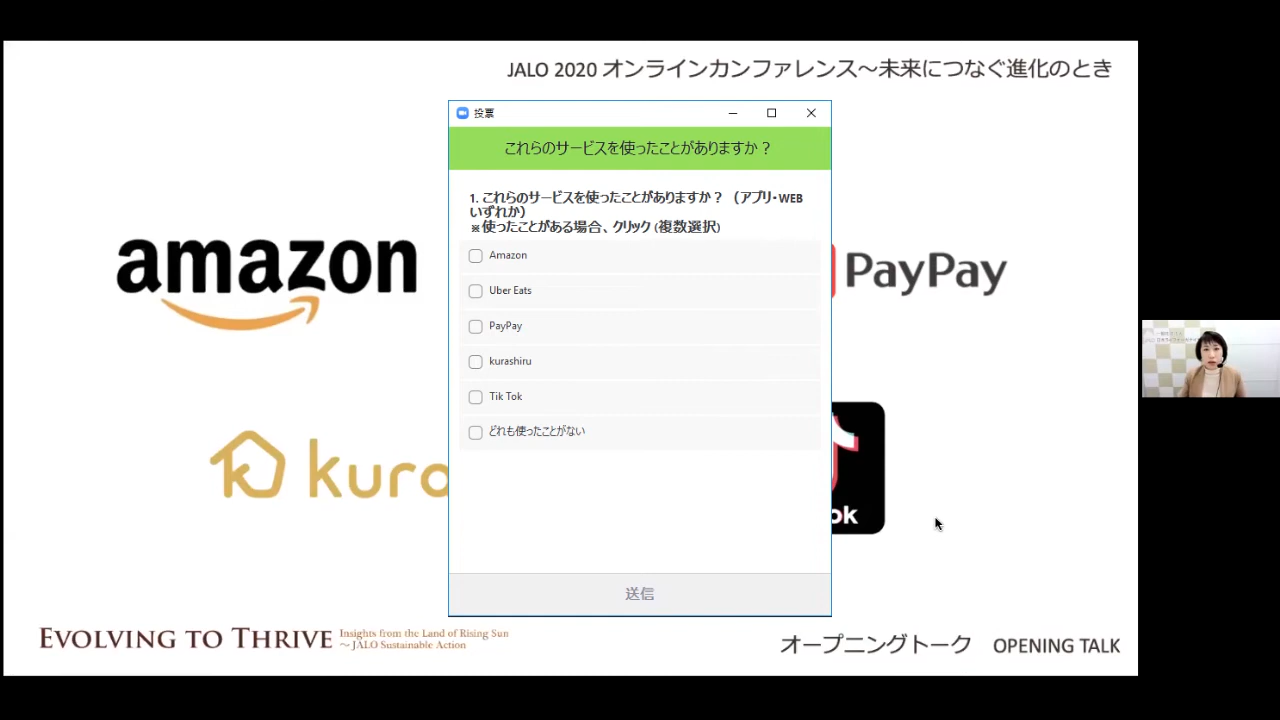 JALO 2020 オンラインカンファレンス～未来につなぐ進化のとき
投票
これらのサービスを使ったことがありますか？
1. これらのサービスを使ったことがありますか？ （アプリ・WEB
いずれか）
※使ったことがある場合、クリック (複数選択)
amazon
PayPay
Amazon
Uber Eats
PayPay
kurashiru
Tik Tok
どれも使ったことがない
kura
ok
送信
EVOLVING TO THRIVE
Insights from the Land of Rising Sun
～JALO Sustainable Action
オープニングトーク OPENING TALK